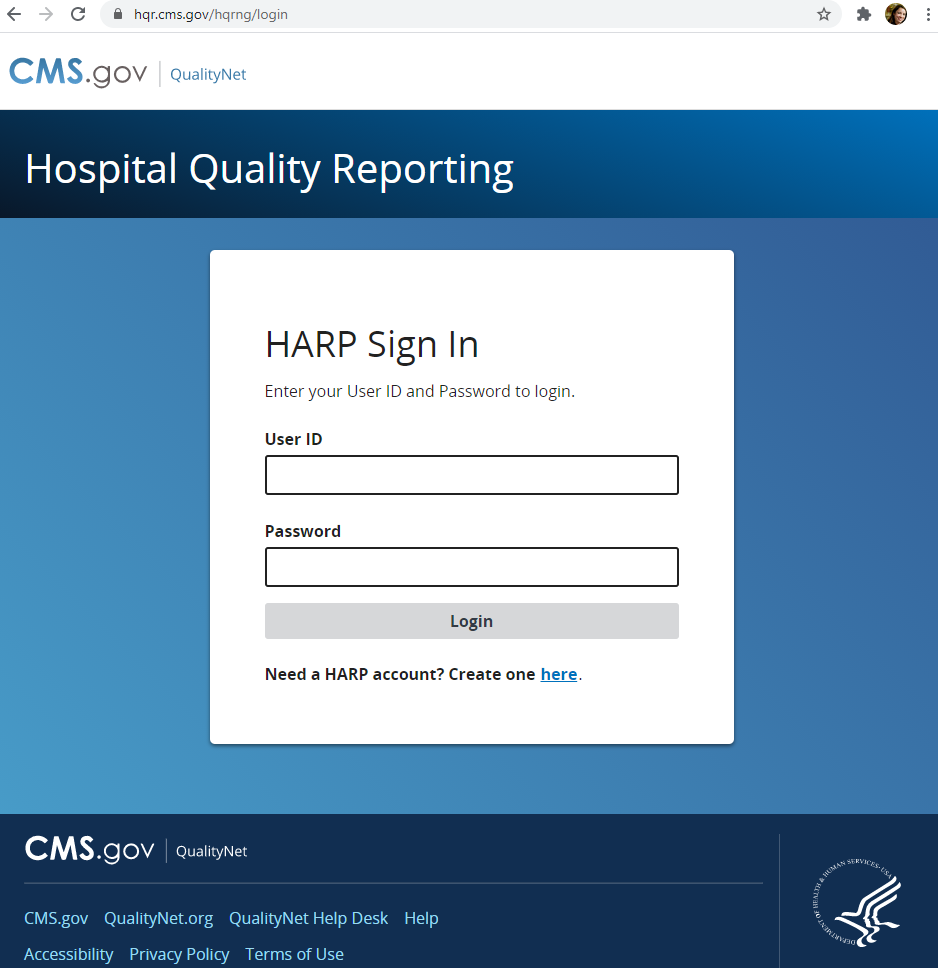 hqr.cms.gov/hqrng/login
CMS.gov QualityNet
Hospital Quality Reporting
HARP Sign In
Enter your User ID and Password to login.
User ID
Password
Login
Need a HARP account? Create one here.
CMS.gov QualityNet
CMS.gov QualityNet.org QualityNet Help Desk Help
Accessibility Privacy Policy Terms of Use
DEPARTMENT OF HEALTH & HUMAN SERVICES · USA